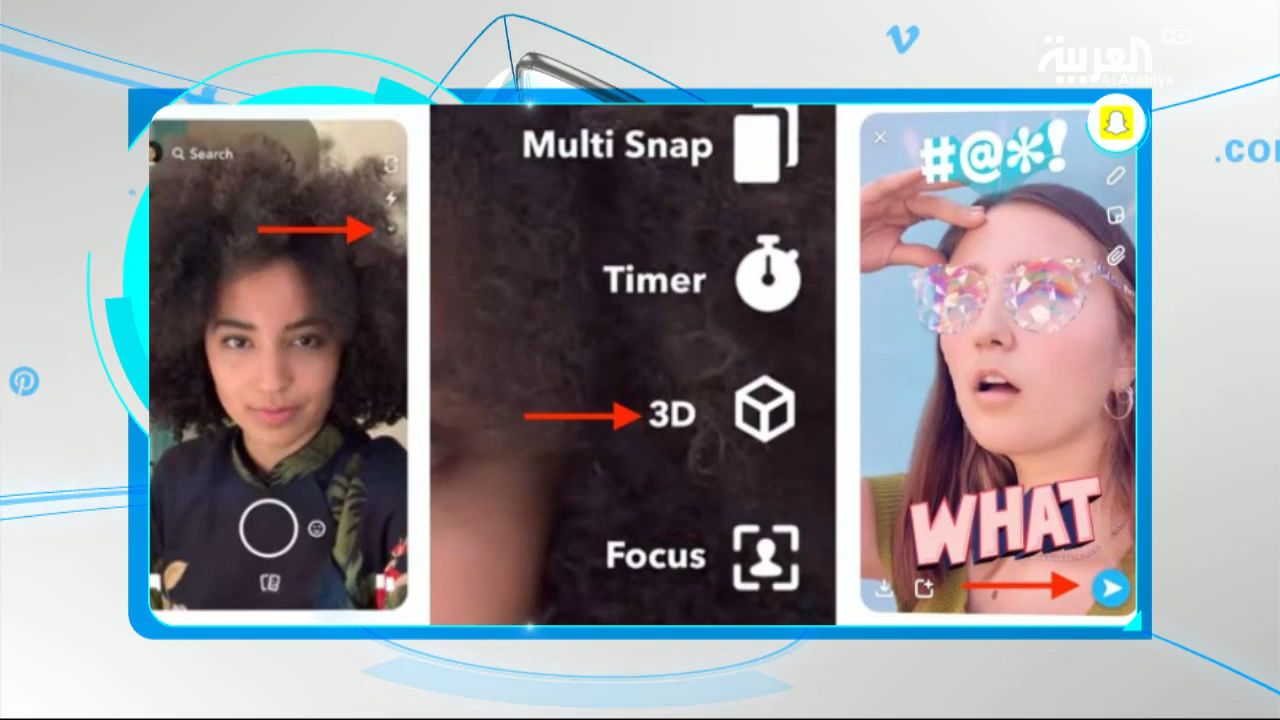 العربية HD
Al Arabiya
.co
Search
Multi Snap
Timer
3D
Focus
#@*!
WHAT